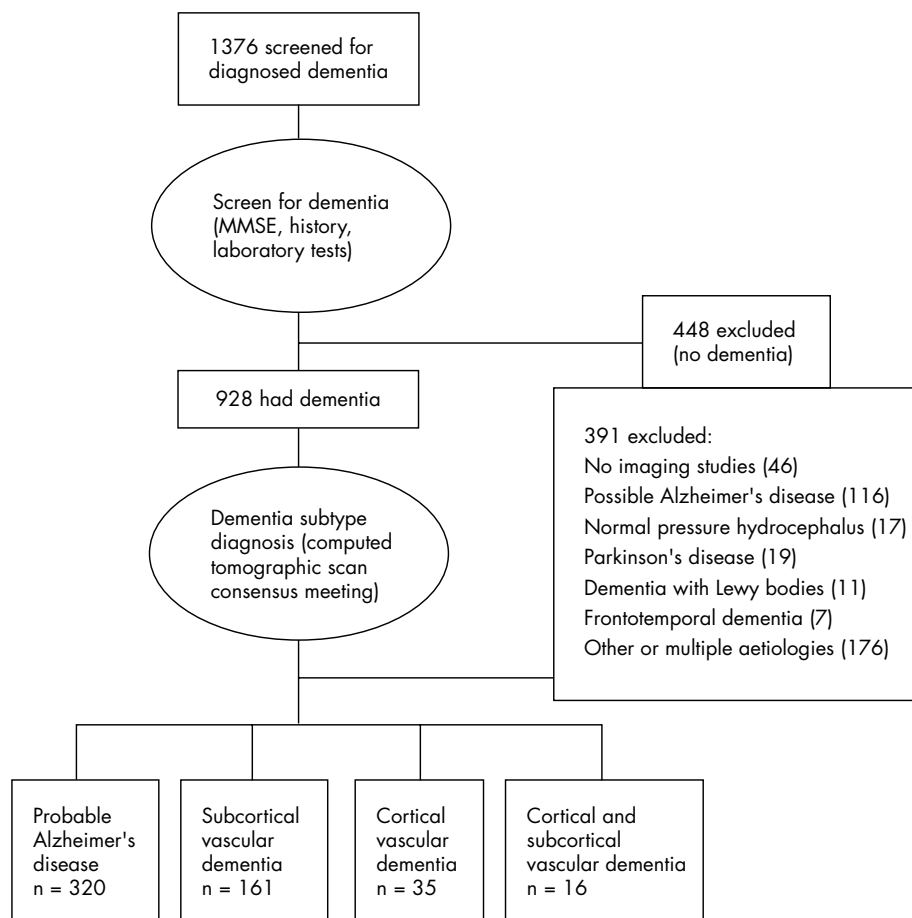 1376 screened for
diagnosed dementia
Screen for dementia
(MMSE, history,
laboratory tests)
448 excluded
(no dementia)
928 had dementia
391 excluded:
No imaging studies (46)
Possible Alzheimer's disease (116)
Normal pressure hydrocephalus (17)
Parkinson's disease (19)
Dementia with Lewy bodies (11)
Frontotemporal dementia (7)
Other or multiple aetiologies (176)
Dementia subtype
diagnosis (computed
tomographic scan
consensus meeting)
Probable
Alzheimer's
disease
n = 320
Subcortical
vascular
dementia
n = 161
Cortical
vascular
dementia
n = 35
Cortical and
subcortical
vascular dementia
n = 16